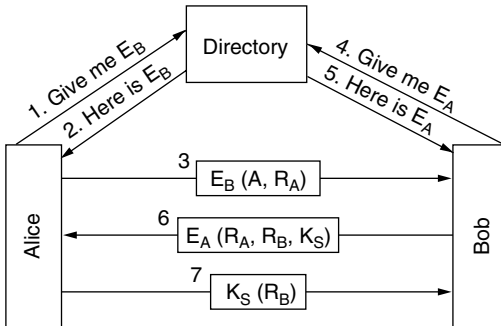 Directory
1. Give me E_B
2. Here is E_B
4. Give me E_A
5. Here is E_A
Alice
3
E_B (A, R_A)
6
E_A (R_A, R_B, K_S)
7
K_S (R_B)
Bob